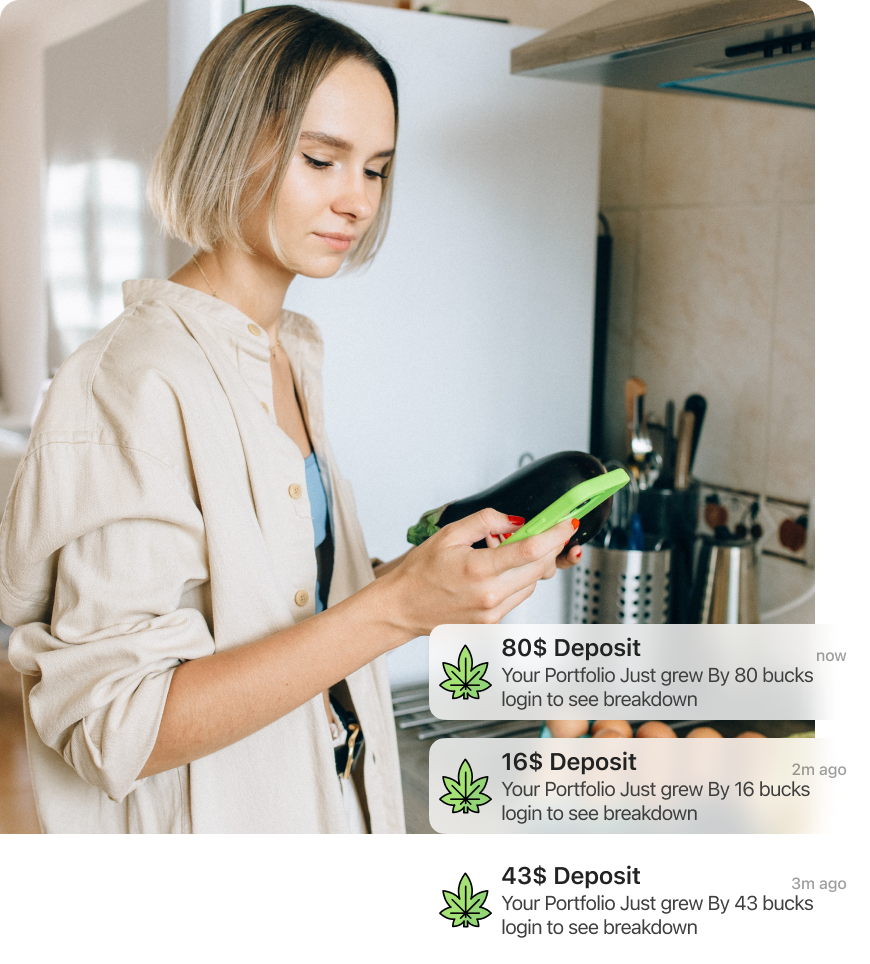 80$ Deposit
now
Your Portfolio Just grew By 80 bucks
login to see breakdown
16$ Deposit
2m ago
Your Portfolio Just grew By 16 bucks
login to see breakdown
43$ Deposit
3m ago
Your Portfolio Just grew By 43 bucks
login to see breakdown